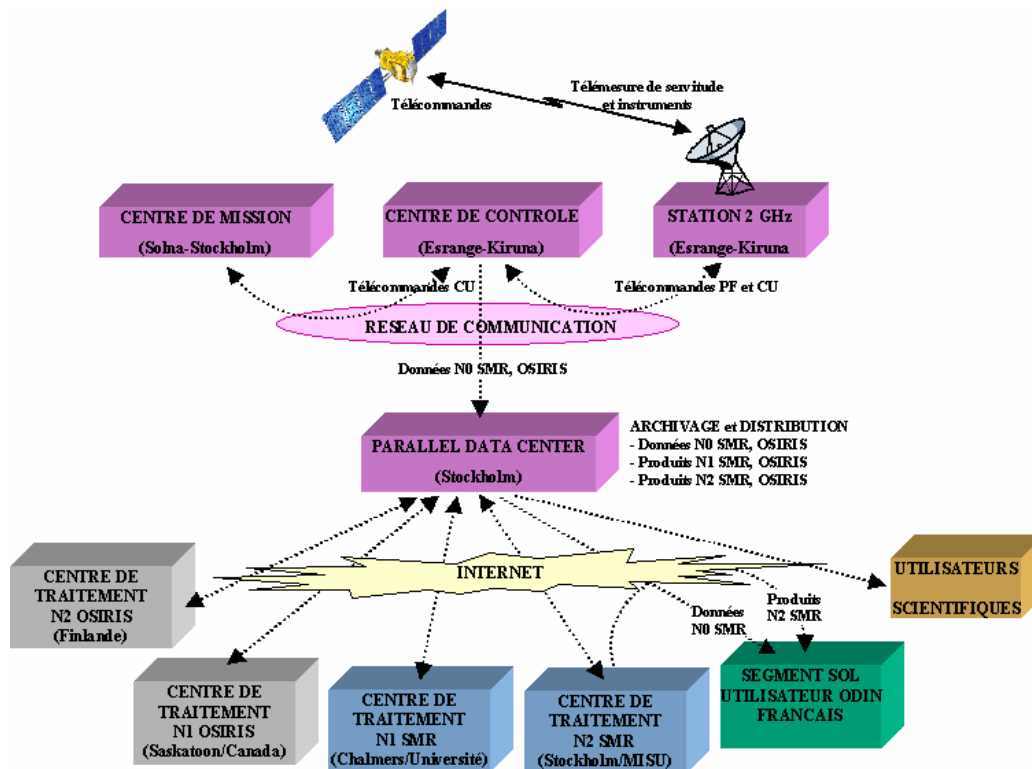 Télécommandes
Télémesure de servitude
et instruments
CENTRE DE MISSION
(Solna-Stockholm)
CENTRE DE CONTROLE
(Esrange-Kiruna)
STATION 2 GHz
(Esrange-Kiruna
Télécommandes CU
Télécommandes PF et CU
RESEAU DE COMMUNICATION
Données N0 SMR, OSIRIS
PARALLEL DATA CENTER
(Stockholm)
ARCHIVAGE et DISTRIBUTION
- Données N0 SMR, OSIRIS
- Produits N1 SMR, OSIRIS
- Produits N2 SMR, OSIRIS
INTERNET
CENTRE DE
TRAITEMENT
N2 OSIRIS
(Finlande)
UTILISATEURS
SCIENTIFIQUES
Données
N0 SMR
Produits
N2 SMR
CENTRE DE
TRAITEMENT
N1 OSIRIS
(Saskatoon/Canada)
CENTRE DE
TRAITEMENT
N1 SMR
(Chalmers/Université)
CENTRE DE
TRAITEMENT
N2 SMR
(Stockholm/MISU)
SEGMENT SOL
UTILISATEUR ODIN
FRANCAIS